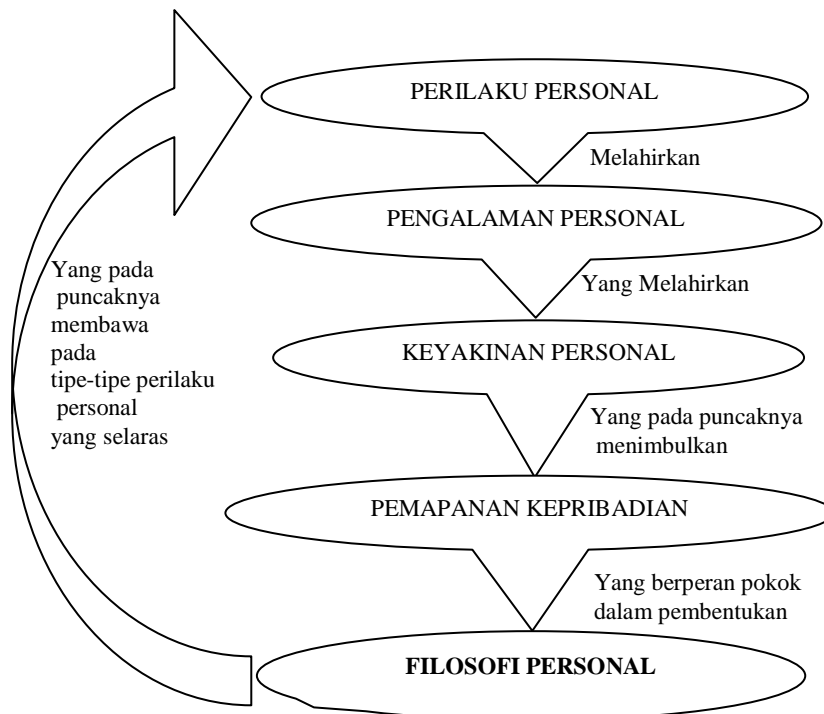 PERILAKU PERSONAL
Melahirkan
PENGALAMAN PERSONAL
Yang Melahirkan
KEYAKINAN PERSONAL
Yang pada puncaknya
menimbulkan
PEMAPANAN KEPRIBADIAN
Yang berperan pokok
dalam pembentukan
FILOSOFI PERSONAL
Yang pada
puncaknya
membawa
pada
tipe-tipe perilaku
personal
yang selaras